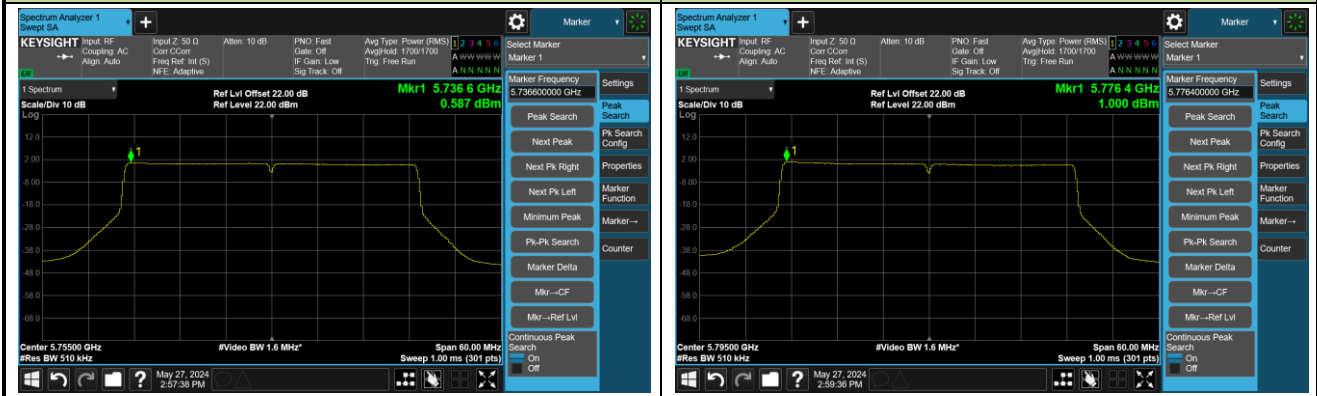 Spectrum Analyzer 1
Swept SA
Marker
KEYSIGHT
Input: RF
Coupling: AC
Align: Auto
Input Z: 50 Ω
Corr CCorr
Freq Ref: Int (S)
NFE: Adaptive
Atten: 10 dB
PNO: Fast
Gate: Off
IF Gain: Low
Sig Track: Off
Avg Type: Power (RMS)
Avg|Hold: 1700/1700
Trig: Free Run
1 2 3 4 5 6
A W W W W W
A N N N N N
LVI
Select Marker
Marker 1
1 Spectrum
Scale/Div 10 dB
Log
Ref Lvl Offset 22.00 dB
Ref Level 22.00 dBm
Mkr1 5.736 6 GHz
0.587 dBm
Marker Frequency
5.736600000 GHz
Settings
Peak Search
Peak
Search
Next Peak
Pk Search
Config
Next Pk Right
Properties
Next Pk Left
Marker
Function
Minimum Peak
Marker→
Pk-Pk Search
Counter
Marker Delta
Mkr→CF
Mkr→Ref Lvl
Continuous Peak
Search
On
Off
1
12.0
2.00
-8.00
-18.0
-28.0
-38.0
-48.0
-58.0
-68.0
Center 5.75500 GHz
#Video BW 1.6 MHz*
Span 60.00 MHz
#Res BW 510 kHz
Sweep 1.00 ms (301 pts)
?
May 27, 2024
2:57:38 PM
Spectrum Analyzer 1
Swept SA
Marker
KEYSIGHT
Input: RF
Coupling: AC
Align: Auto
Input Z: 50 Ω
Corr CCorr
Freq Ref: Int (S)
NFE: Adaptive
Atten: 10 dB
PNO: Fast
Gate: Off
IF Gain: Low
Sig Track: Off
Avg Type: Power (RMS)
Avg|Hold: 1700/1700
Trig: Free Run
1 2 3 4 5 6
A W W W W W
A N N N N N
LVI
Select Marker
Marker 1
1 Spectrum
Scale/Div 10 dB
Log
Ref Lvl Offset 22.00 dB
Ref Level 22.00 dBm
Mkr1 5.776 4 GHz
1.000 dBm
Marker Frequency
5.776400000 GHz
Settings
Peak Search
Peak
Search
Next Peak
Pk Search
Config
Next Pk Right
Properties
Next Pk Left
Marker
Function
Minimum Peak
Marker→
Pk-Pk Search
Counter
Marker Delta
Mkr→CF
Mkr→Ref Lvl
Continuous Peak
Search
On
Off
1
12.0
2.00
-8.00
-18.0
-28.0
-38.0
-48.0
-58.0
-68.0
Center 5.79500 GHz
#Video BW 1.6 MHz*
Span 60.00 MHz
#Res BW 510 kHz
Sweep 1.00 ms (301 pts)
?
May 27, 2024
2:59:36 PM